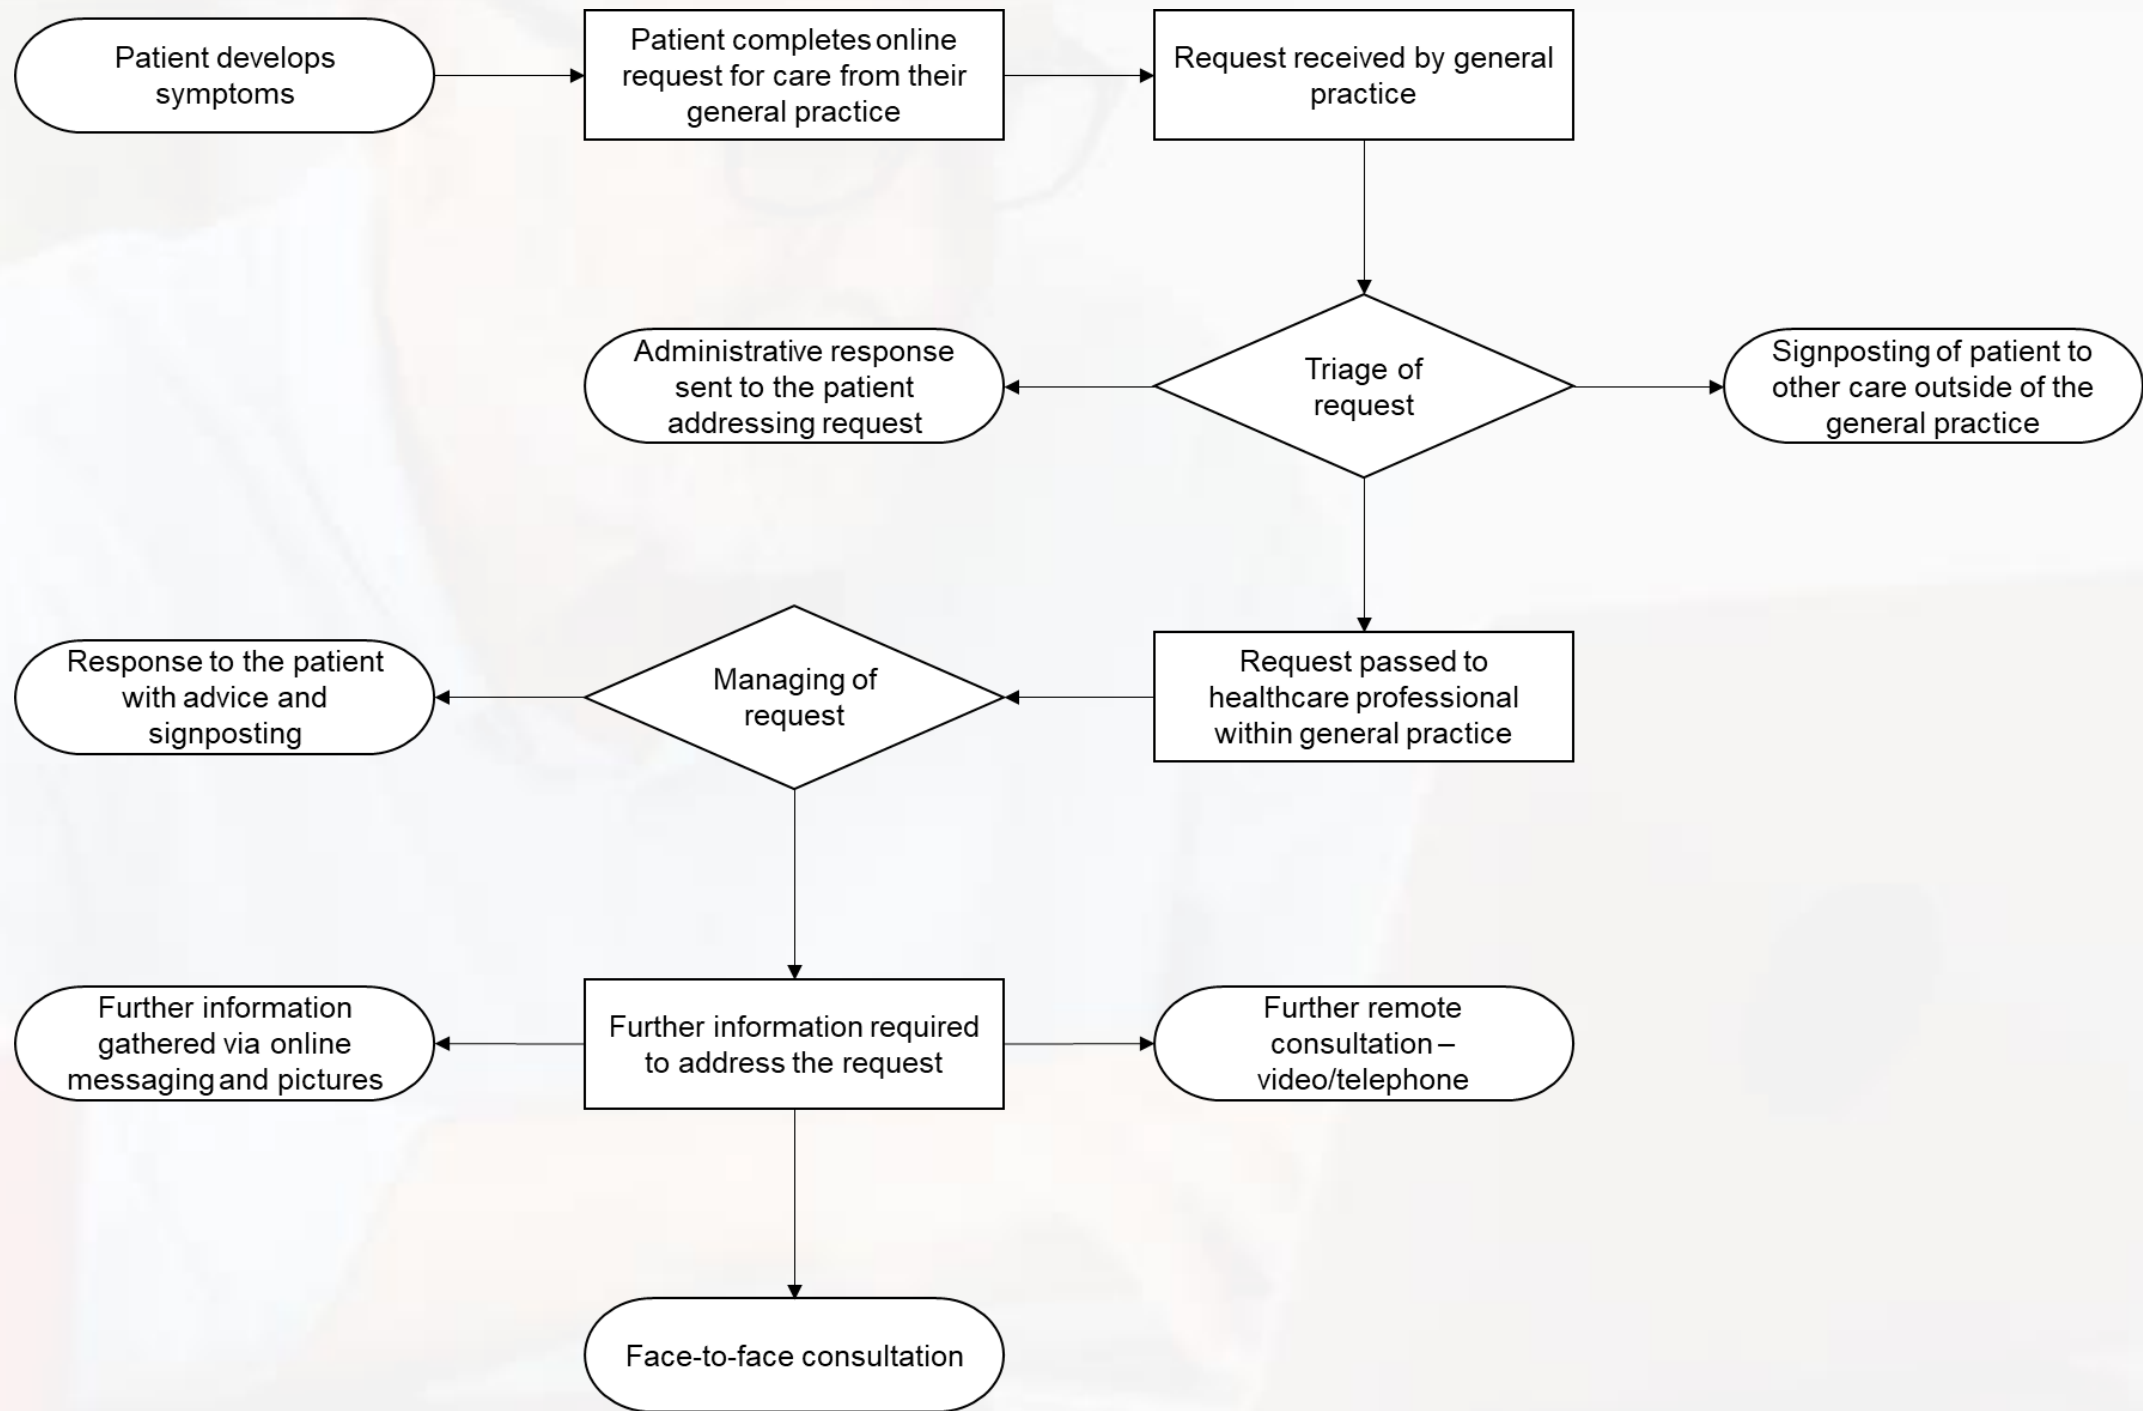 Patient develops
symptoms
Patient completes online
request for care from their
general practice
Request received by general
practice
Administrative response
sent to the patient
addressing request
Triage of
request
Signposting of patient to
other care outside of the
general practice
Response to the patient
with advice and
signposting
Managing of
request
Request passed to
healthcare professional
within general practice
Further information
gathered via online
messaging and pictures
Further information required
to address the request
Further remote
consultation –
video/telephone
Face-to-face consultation